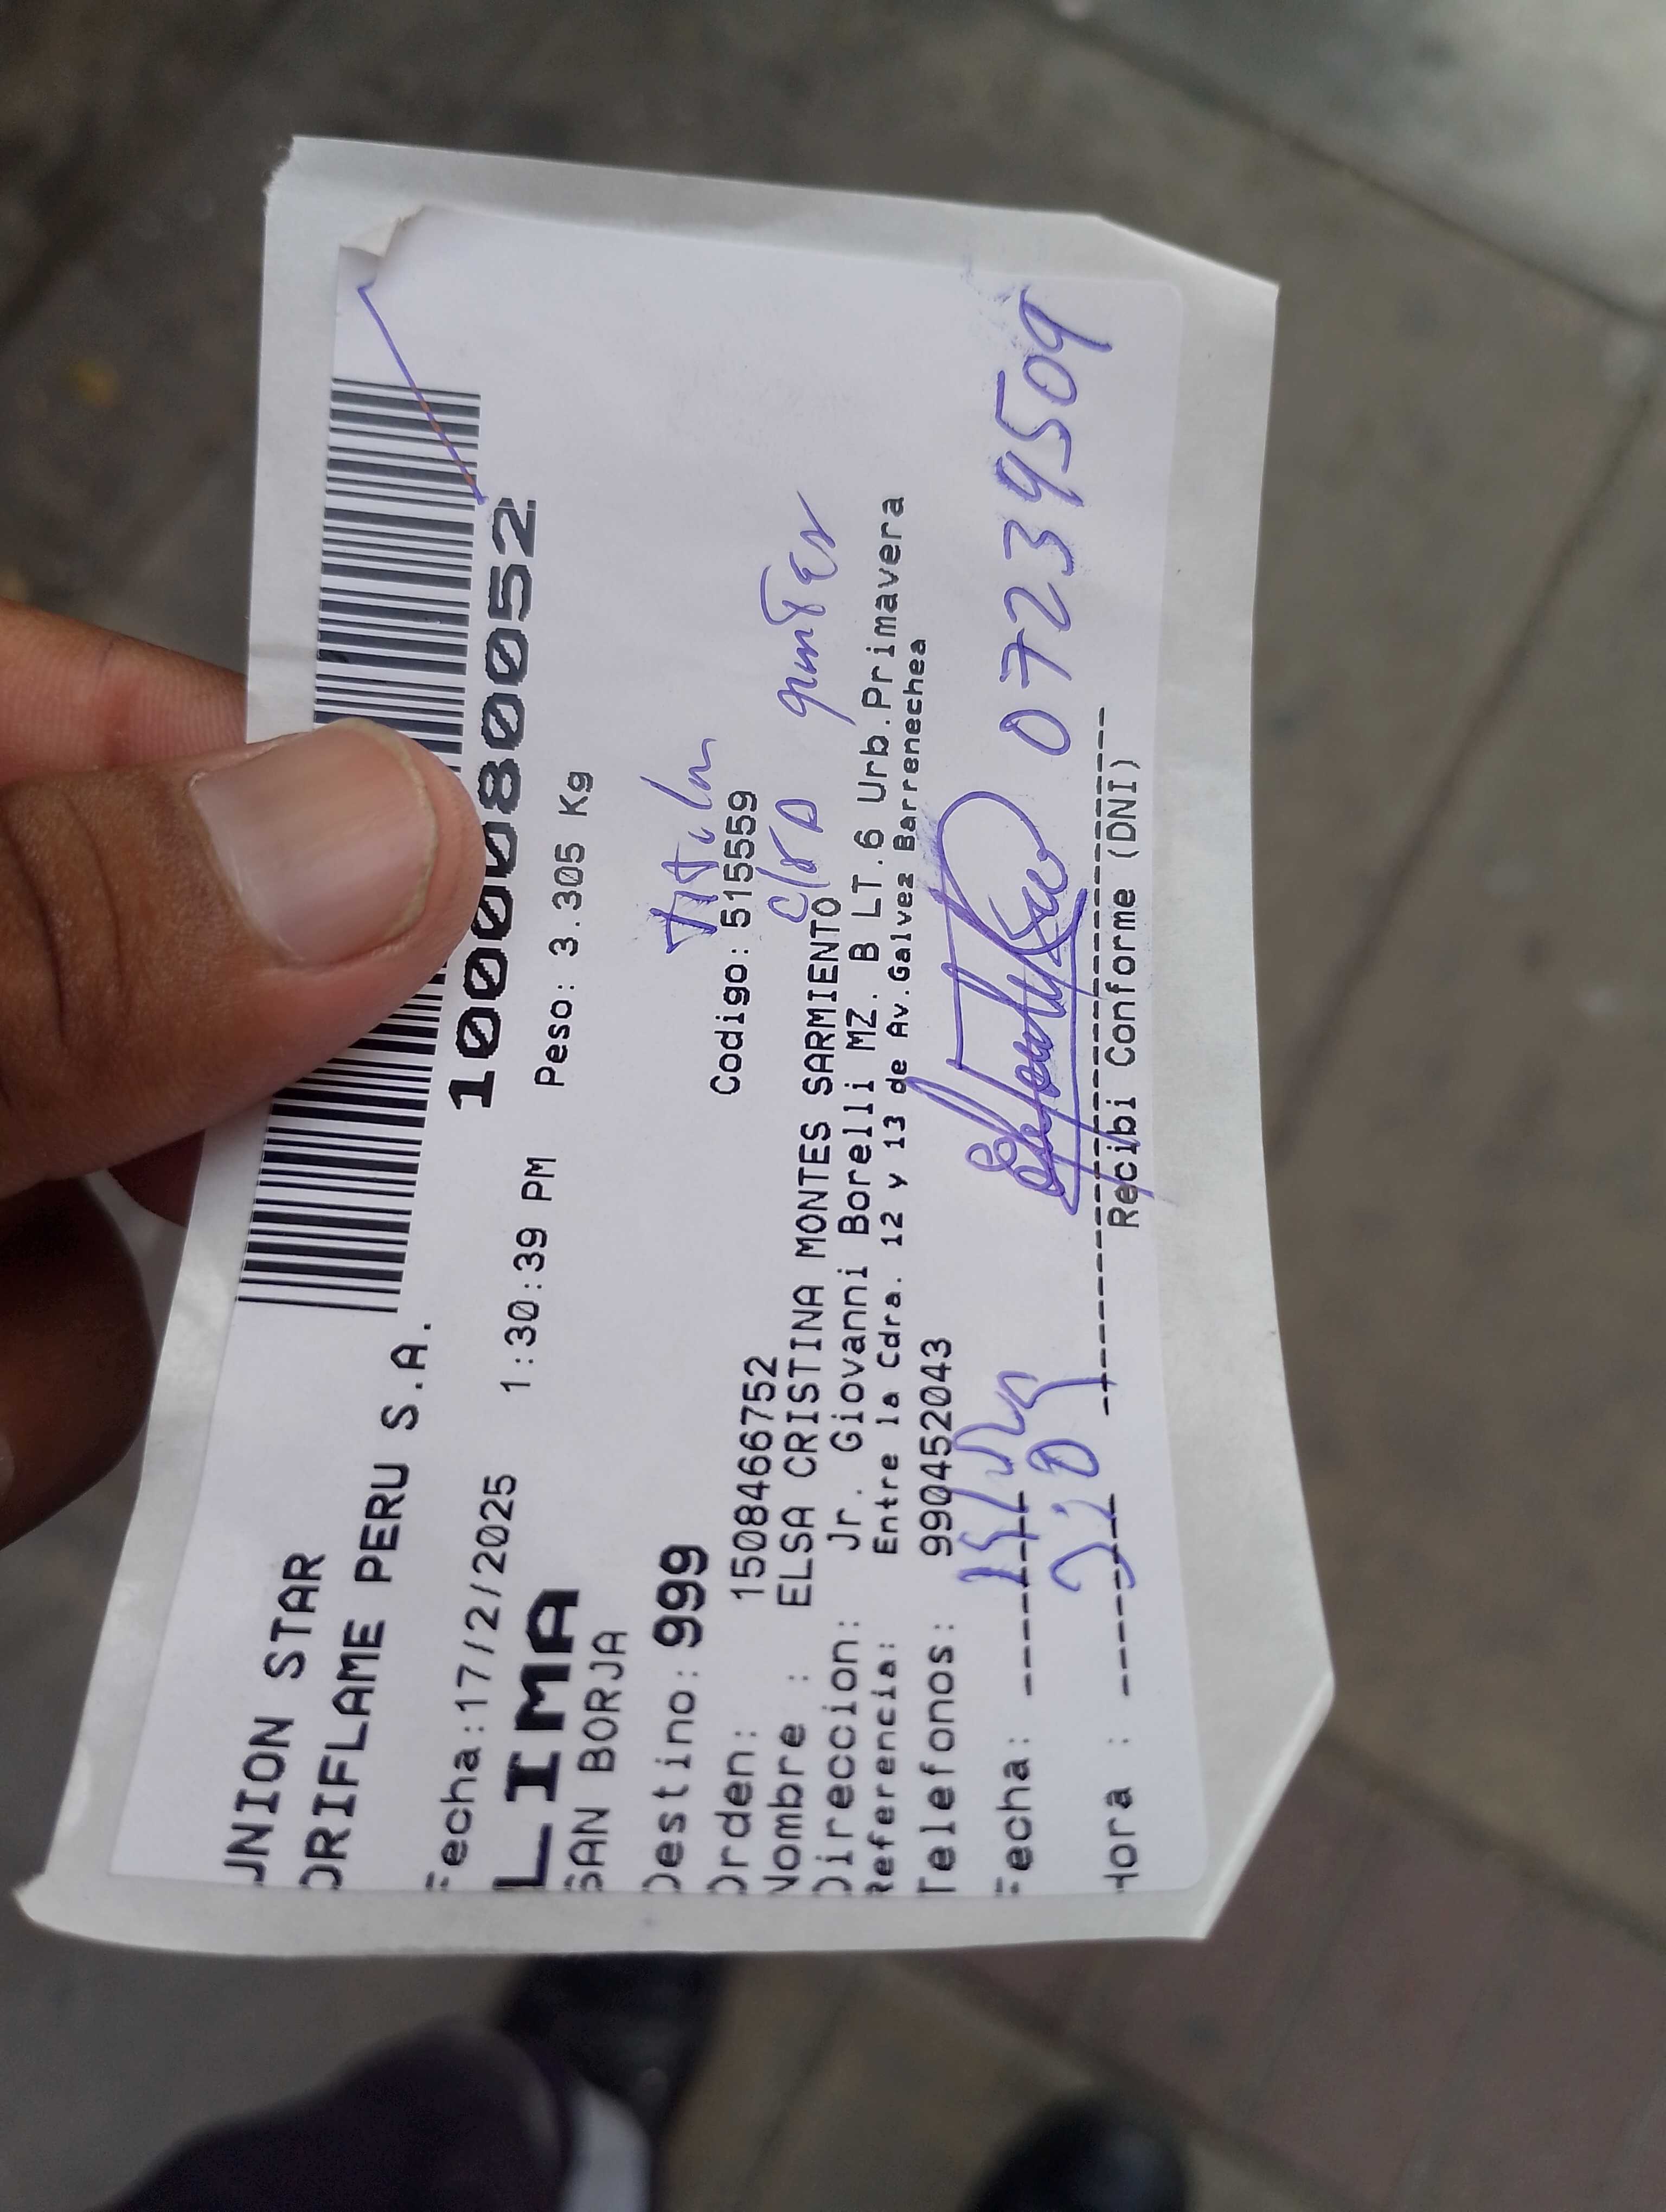 UNION STAR
ORIFLAME PERU S.A.
Fecha:17/2/2025 1:30:39 PM
1000080052
Peso: 3.305 Kg
LIMA
SAN BORJA
Destino: 999
Orden: 1508466752 Codigo: 515559
Nombre : ELSA CRISTINA MONTES SARMIENTO
Direccion: Jr. Giovanni Borelli MZ. B LT.6 Urb.Primavera
Referencia: Entre la Cdra. 12 y 13 de Av.Galvez Barrenechea
Telefonos: 990452043
Fecha:
07239509
Hora :
Recibi Conforme (DNI)